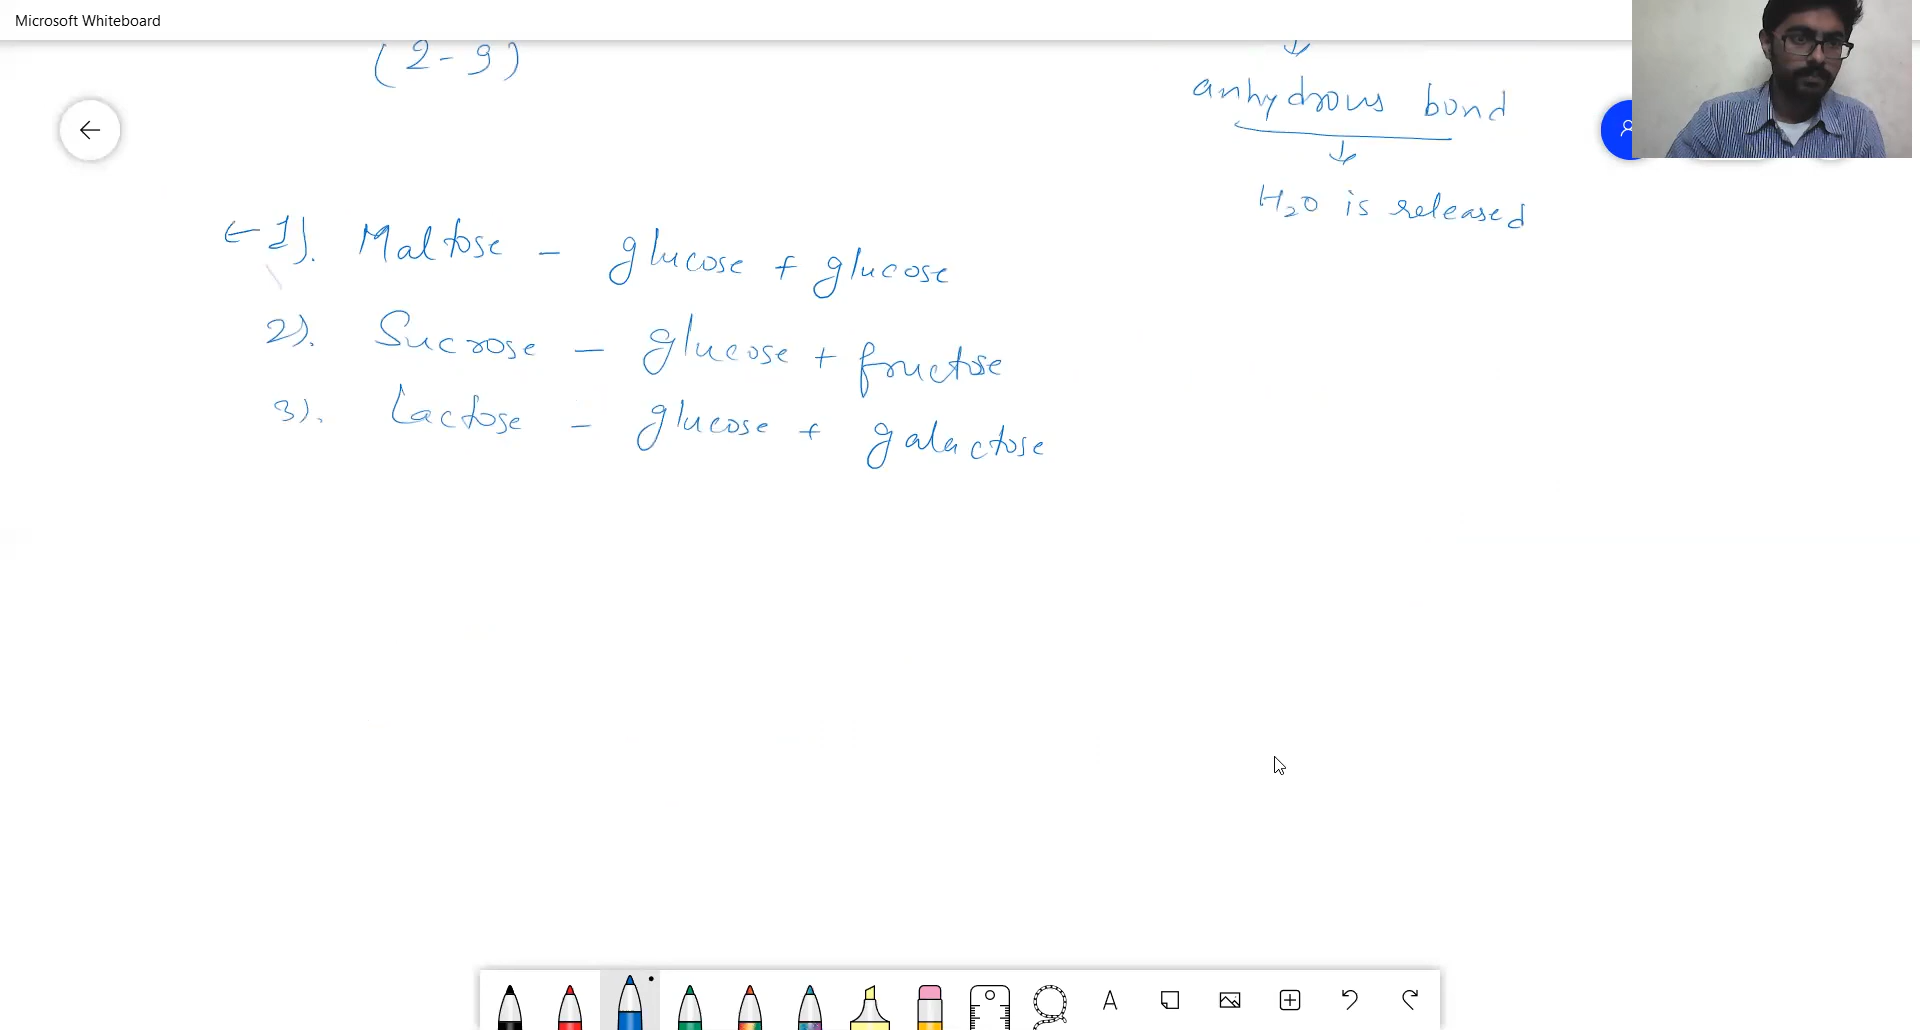 Microsoft Whiteboard
(2-9)
anhydrous bond
H₂O is released
1). Maltose - glucose + glucose
2). Sucrose - glucose + fructose
3). Lactose - glucose + galactose
A